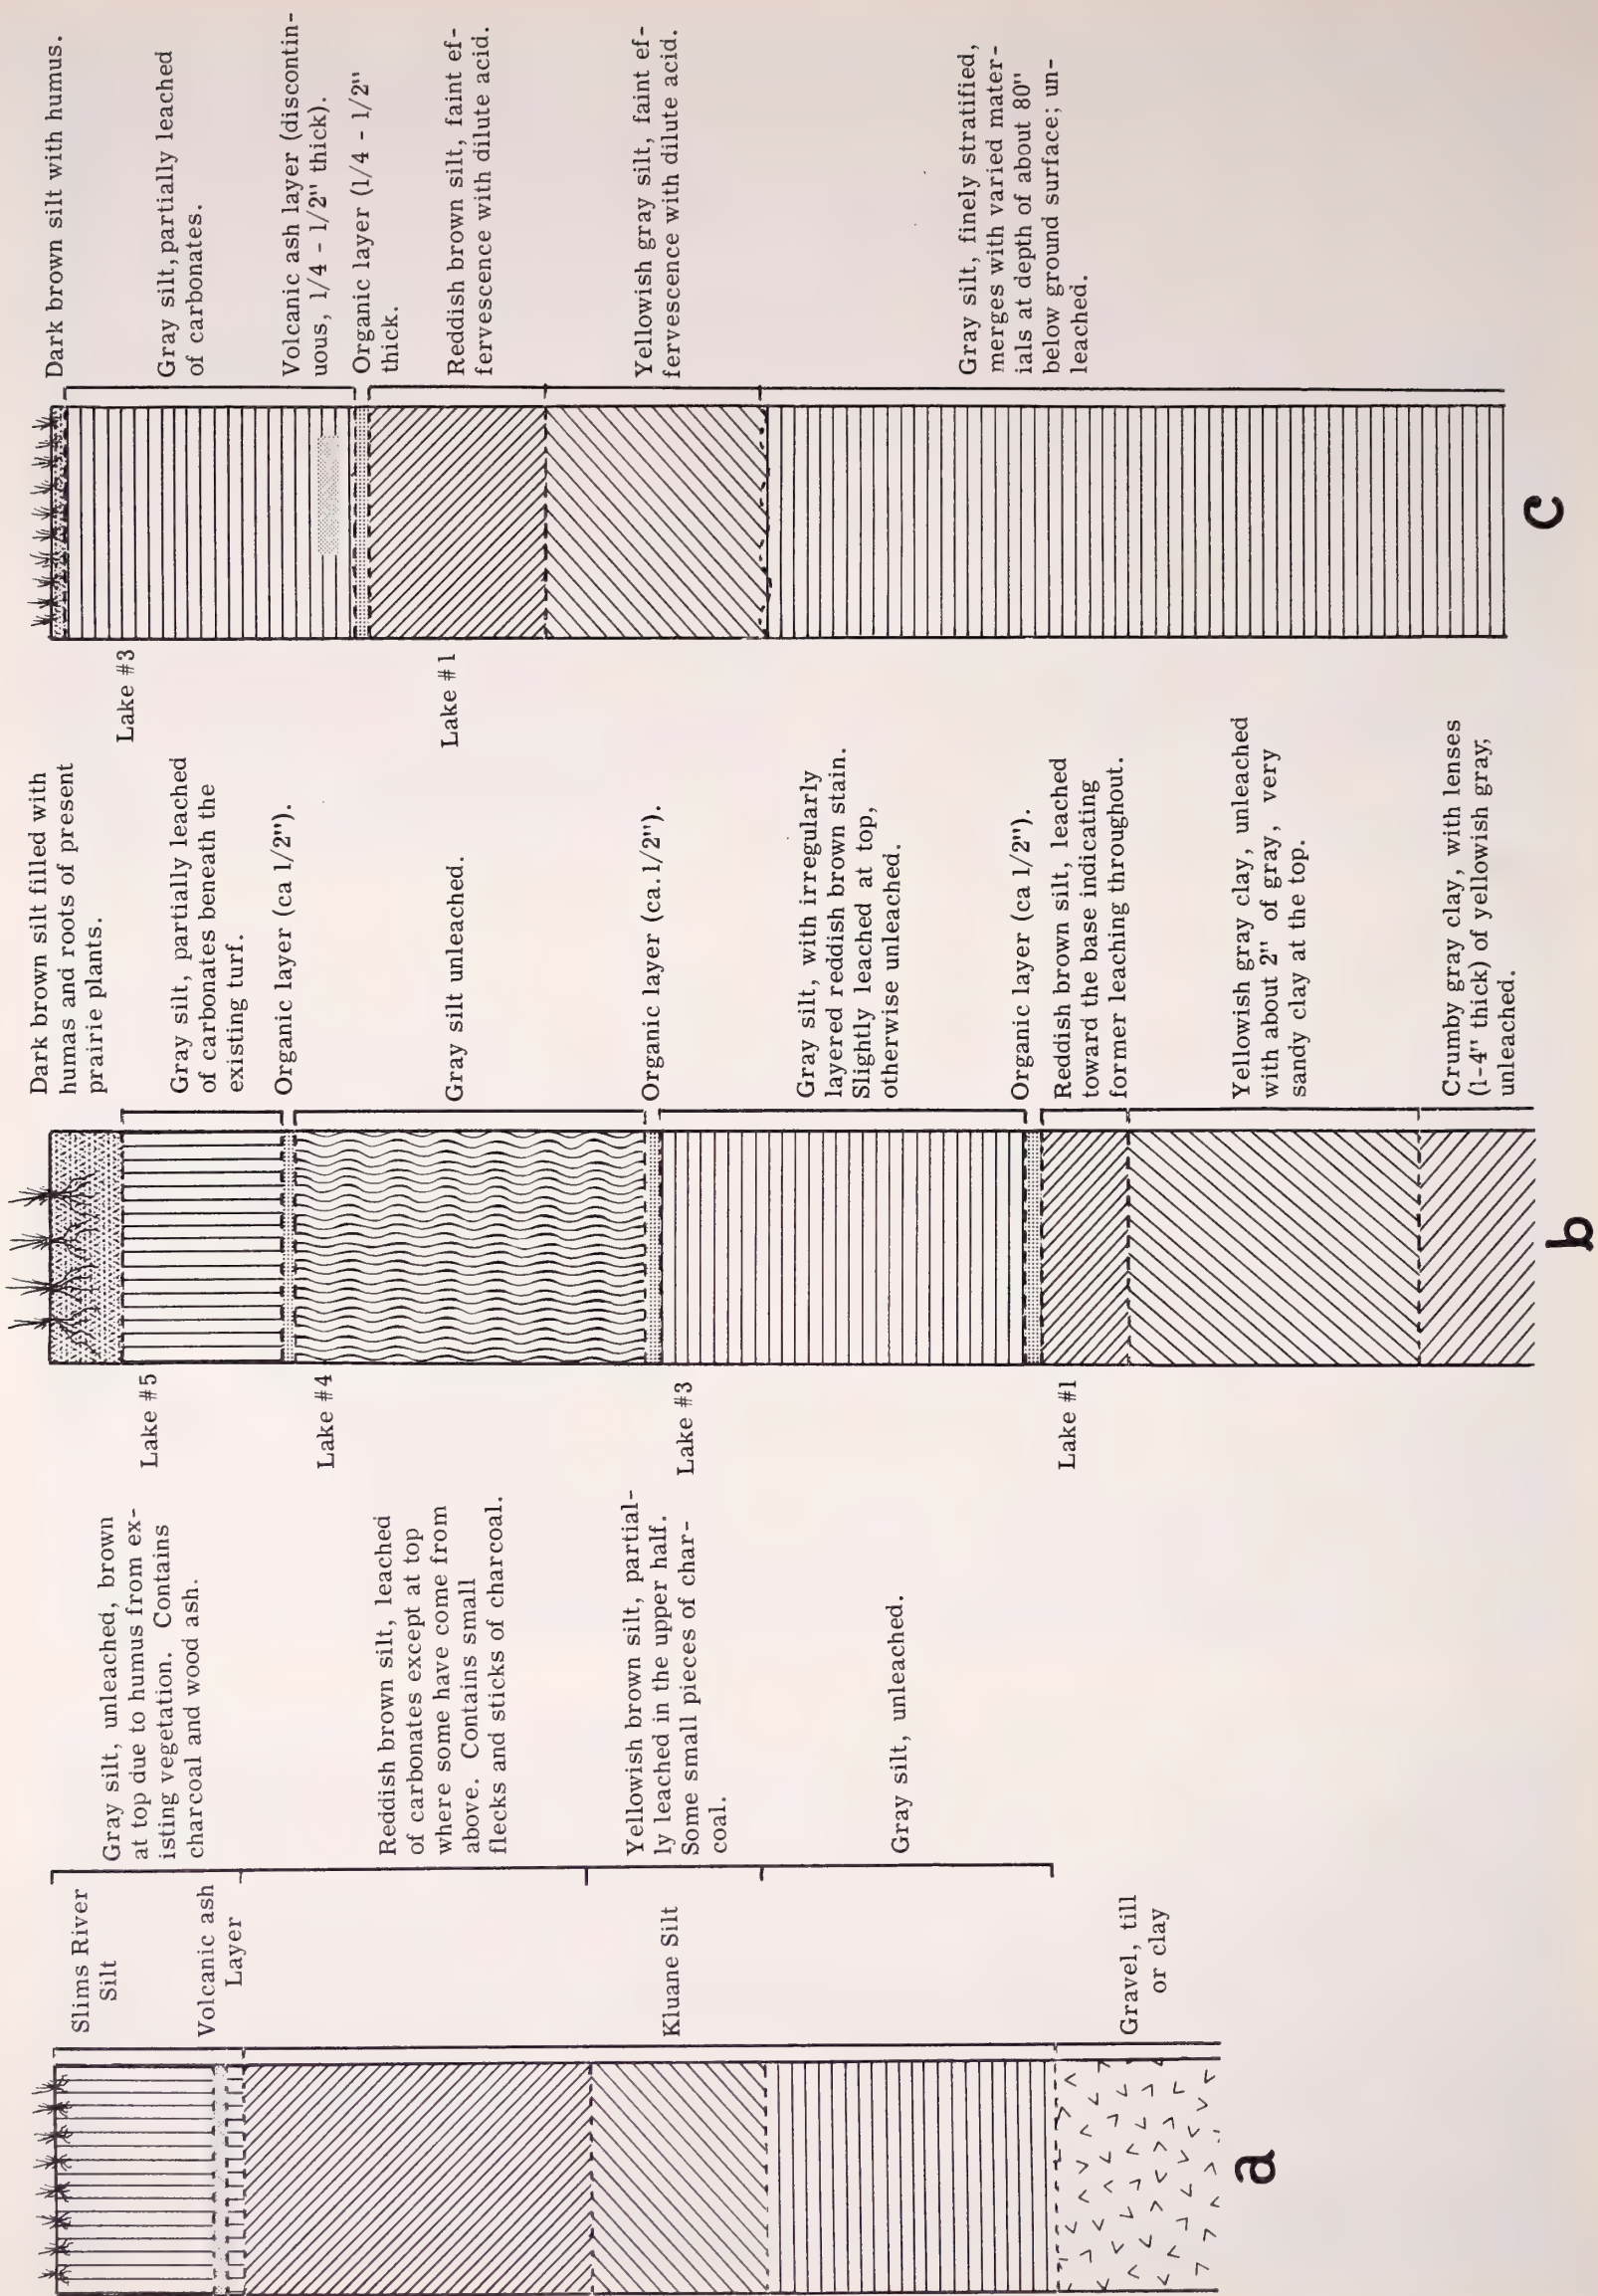 Slims River
Silt
Volcanic ash
Layer
Kluane Silt
Gravel, till
or clay
Gray silt, unleached, brown
at top due to humus from ex-
isting vegetation. Contains
charcoal and wood ash.
Reddish brown silt, leached
of carbonates except at top
where some have come from
above. Contains small
flecks and sticks of charcoal.
Yellowish brown silt, partial-
ly leached in the upper half.
Some small pieces of char-
coal.
Gray silt, unleached.
a
Lake #5
Lake #4
Lake #3
Lake #1
Dark brown silt filled with
humas and roots of present
prairie plants.
Gray silt, partially leached
of carbonates beneath the
existing turf.
Organic layer (ca 1/2").
Gray silt unleached.
Organic layer (ca. 1/2").
Gray silt, with irregularly
layered reddish brown stain.
Slightly leached at top,
otherwise unleached.
Organic layer (ca 1/2").
Reddish brown silt, leached
toward the base indicating
former leaching throughout.
Yellowish gray clay, unleached
with about 2" of gray, very
sandy clay at the top.
Crumby gray clay, with lenses
(1-4" thick) of yellowish gray,
unleached.
b
Lake #3
Lake #1
Dark brown silt with humus.
Gray silt, partially leached
of carbonates.
Volcanic ash layer (discontin-
uous, 1/4 - 1/2" thick).
Organic layer (1/4 - 1/2"
thick.
Reddish brown silt, faint ef-
fervescence with dilute acid.
Yellowish gray silt, faint ef-
fervescence with dilute acid.
Gray silt, finely stratified,
merges with varied mater-
ials at depth of about 80"
below ground surface; un-
leached.
c